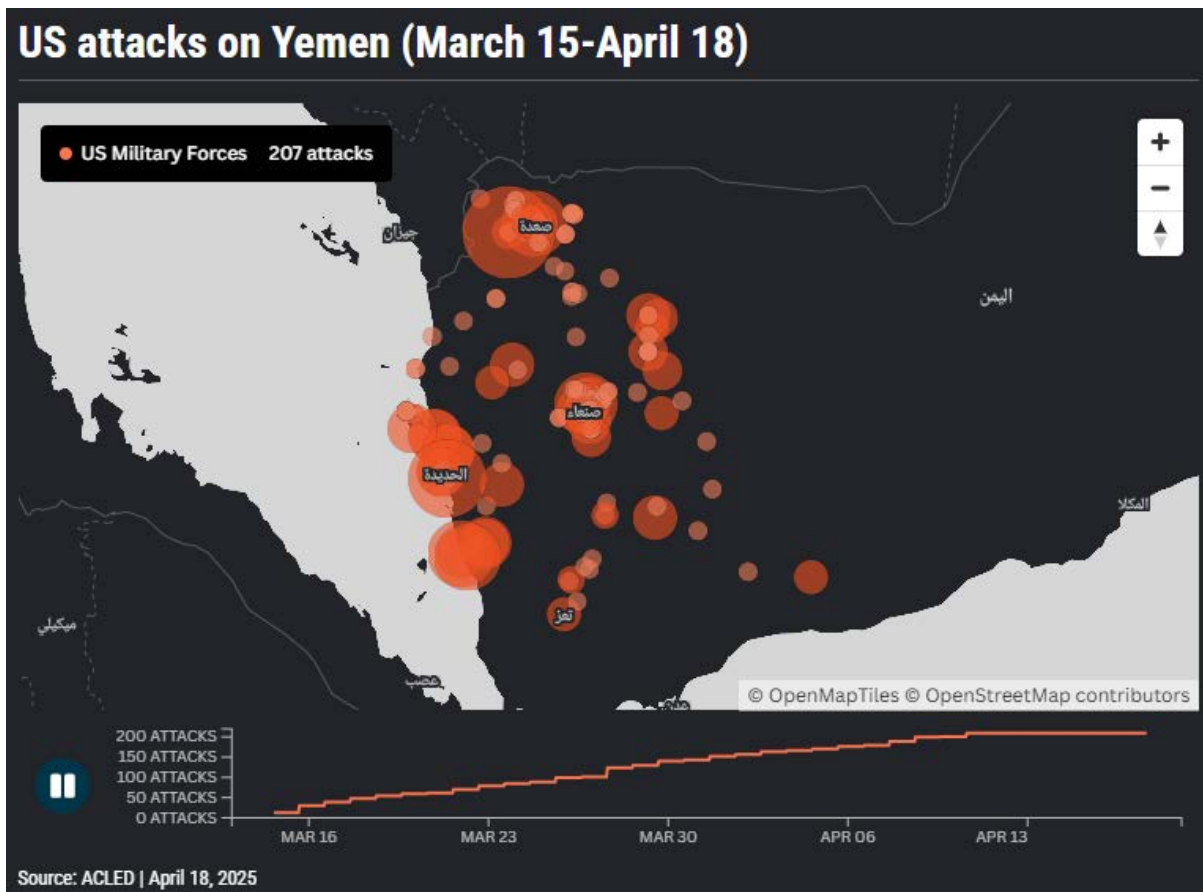 US attacks on Yemen (March 15-April 18)
US Military Forces 207 attacks
صعدة
جيزان
اليمن
صنعاء
الحديدة
المكلا
تعز
ميكيلي
عصب
© OpenMapTiles © OpenStreetMap contributors
200 ATTACKS
150 ATTACKS
100 ATTACKS
50 ATTACKS
0 ATTACKS
MAR 16 MAR 23 MAR 30 APR 06 APR 13
Source: ACLED | April 18, 2025